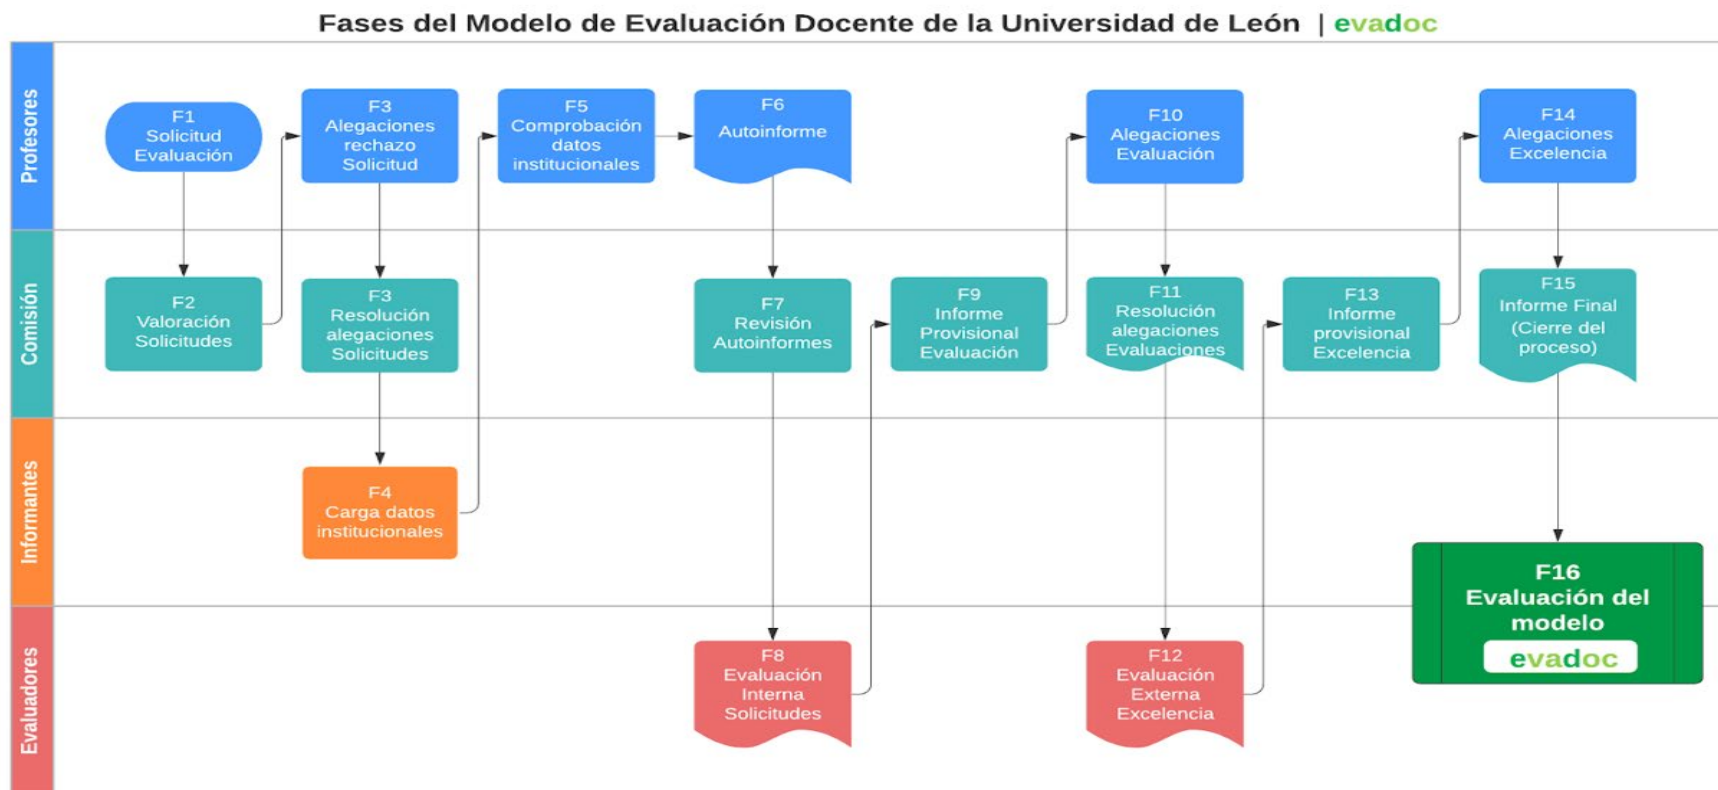 Fases del Modelo de Evaluación Docente de la Universidad de León | evadoc
Profesores
F1
Solicitud
Evaluación
F3
Alegaciones
rechazo
Solicitud
F5
Comprobación
datos
institucionales
F6
Autoinforme
F10
Alegaciones
Evaluación
F14
Alegaciones
Excelencia
Comisión
F2
Valoración
Solicitudes
F3
Resolución
alegaciones
Solicitudes
F7
Revisión
Autoinformes
F9
Informe
Provisional
Evaluación
F11
Resolución
alegaciones
Evaluaciones
F13
Informe
provisional
Excelencia
F15
Informe Final
(Cierre del
proceso)
Informantes
F4
Carga datos
institucionales
F16
Evaluación del
modelo
evadoc
Evaluadores
F8
Evaluación
Interna
Solicitudes
F12
Evaluación
Externa
Excelencia